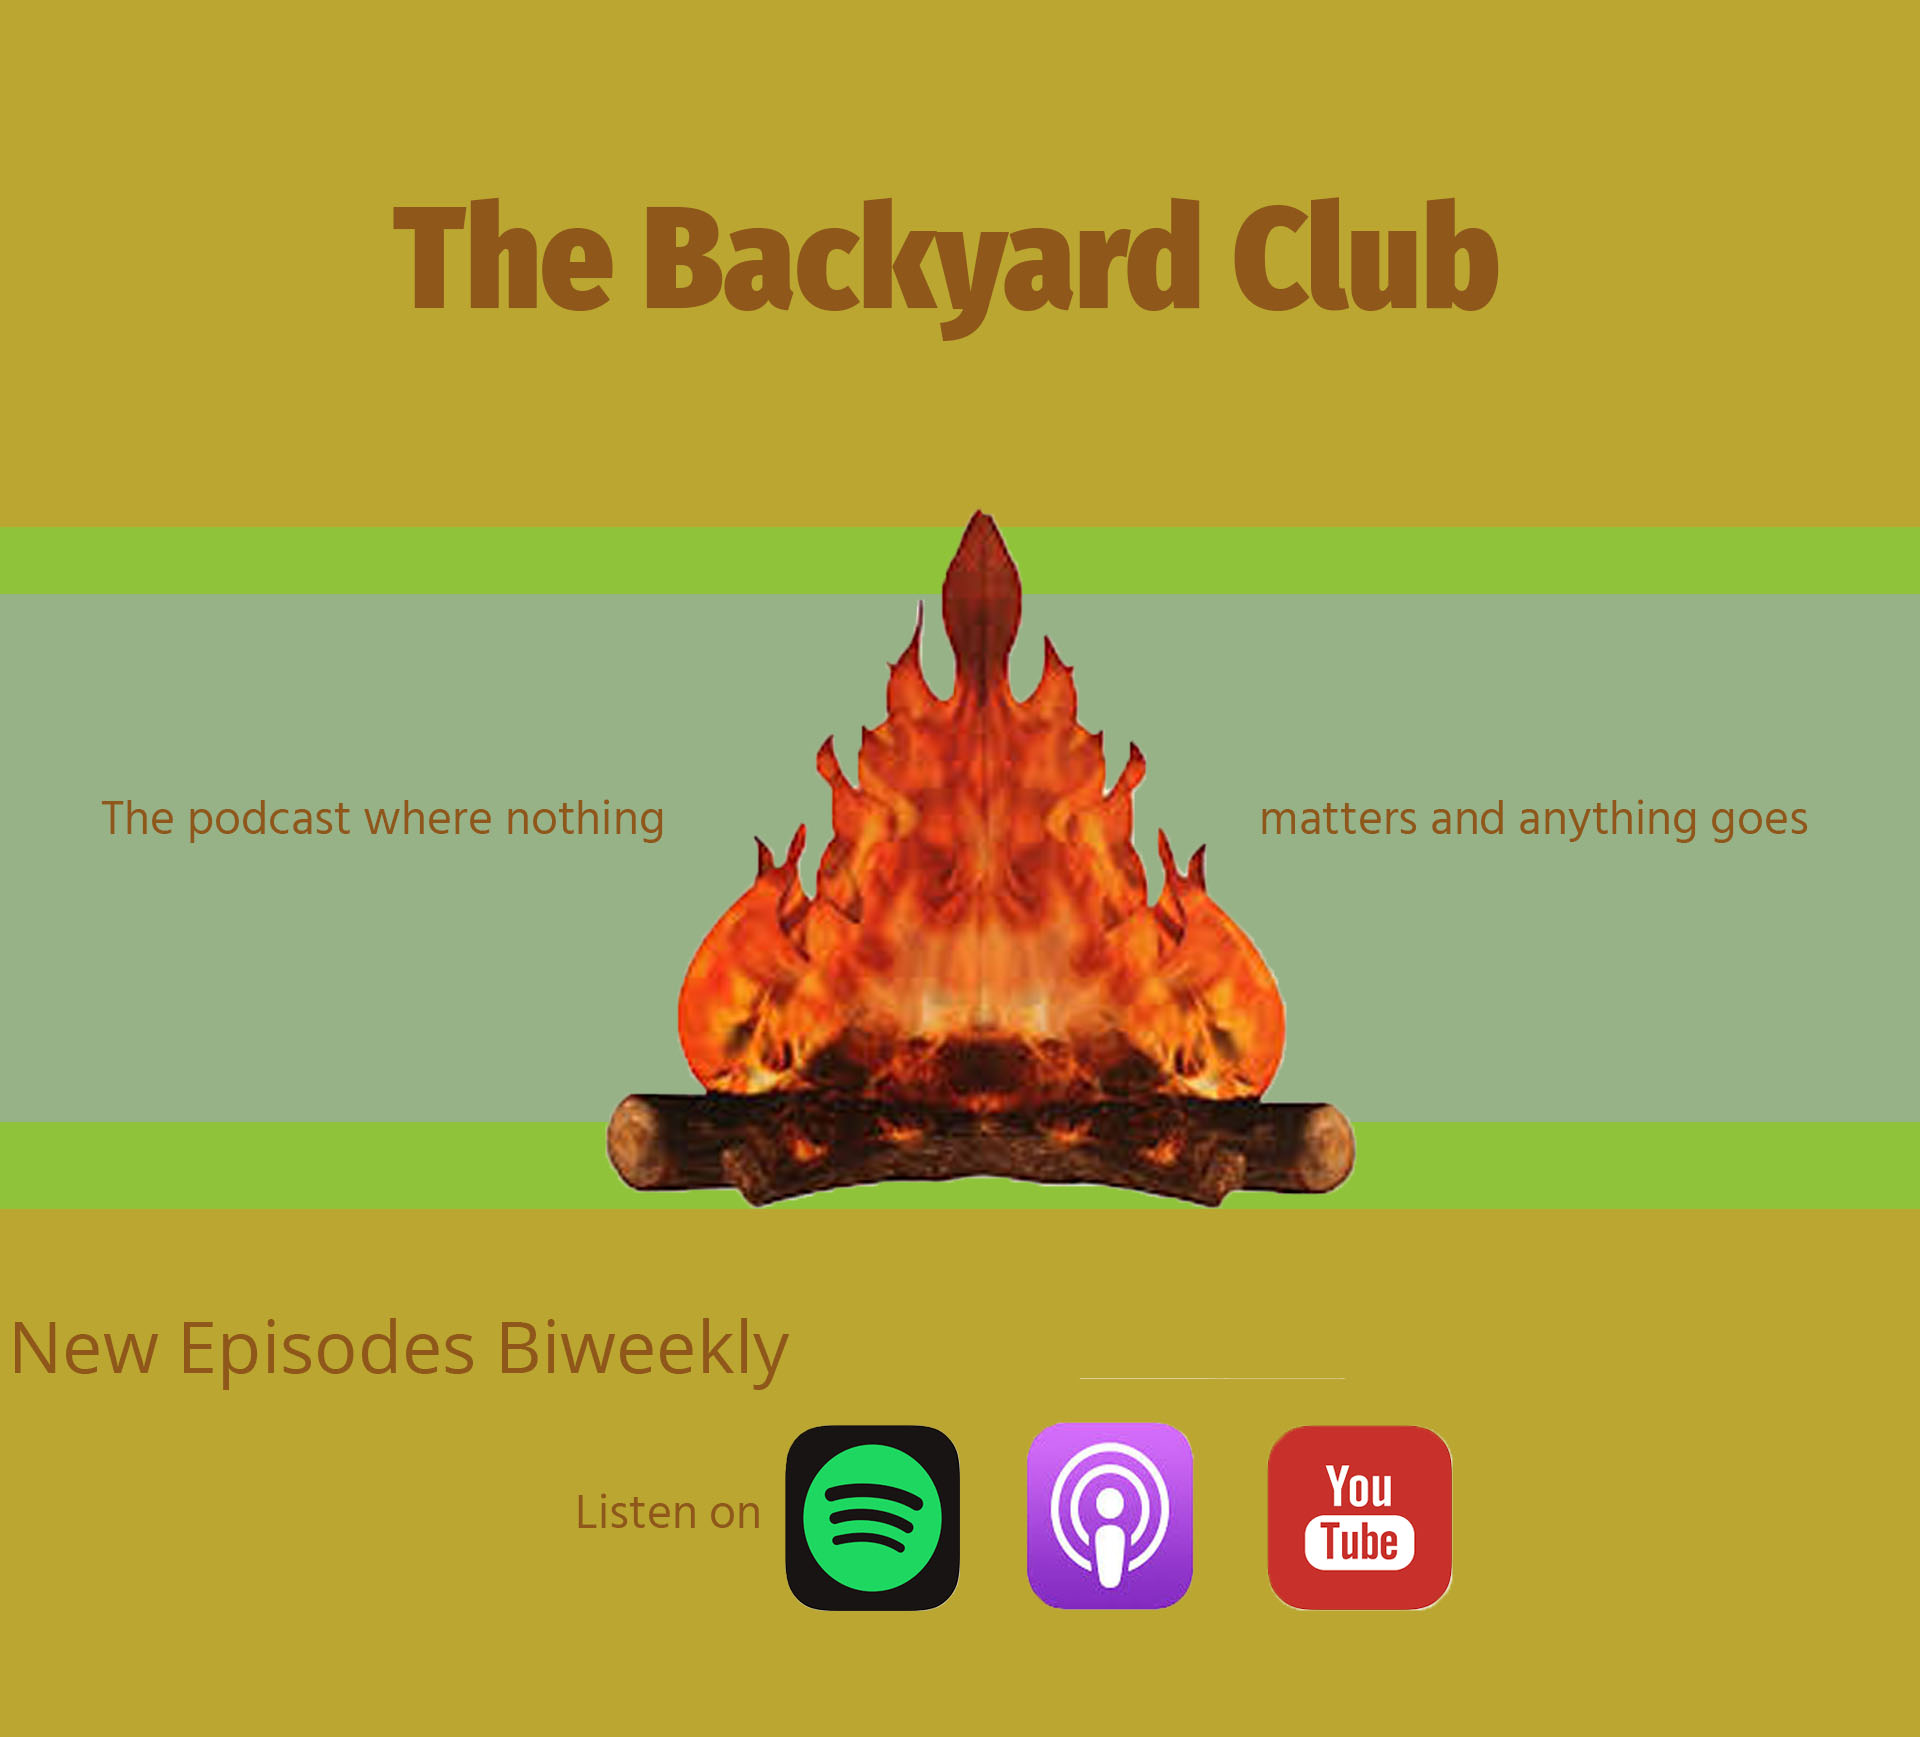 The Backyard Club
The podcast where nothing
matters and anything goes
New Episodes Biweekly
Listen on
You
Tube